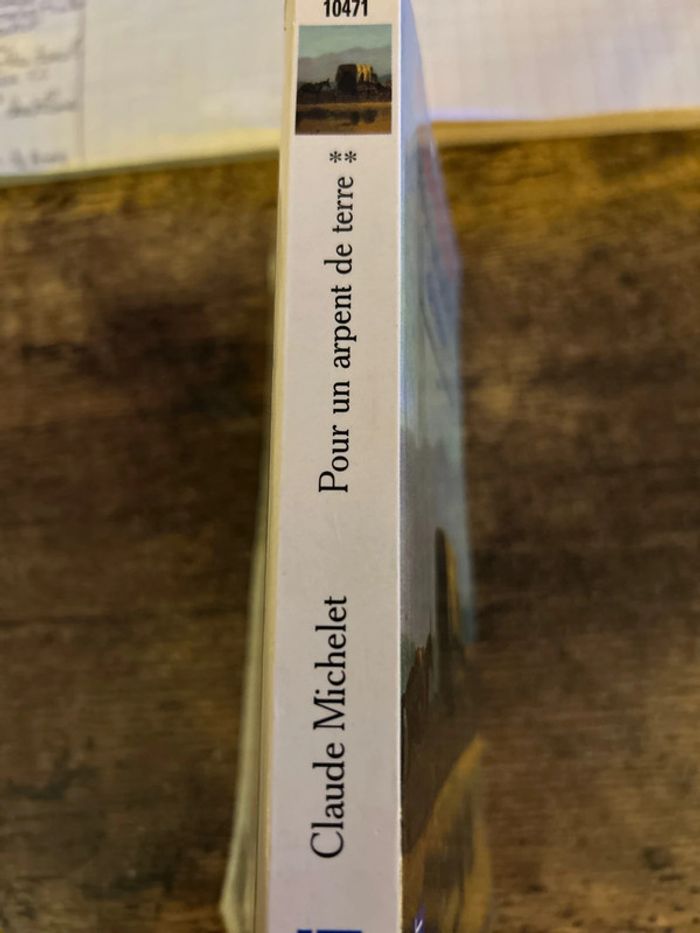 10471
Pour un arpent de terre **
Claude Michelet